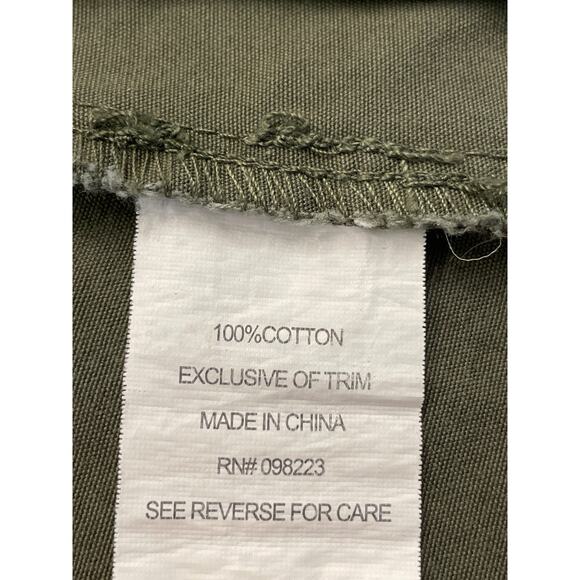 100%COTTON
EXCLUSIVE OF TRIM
MADE IN CHINA
RN# 098223
SEE REVERSE FOR CARE